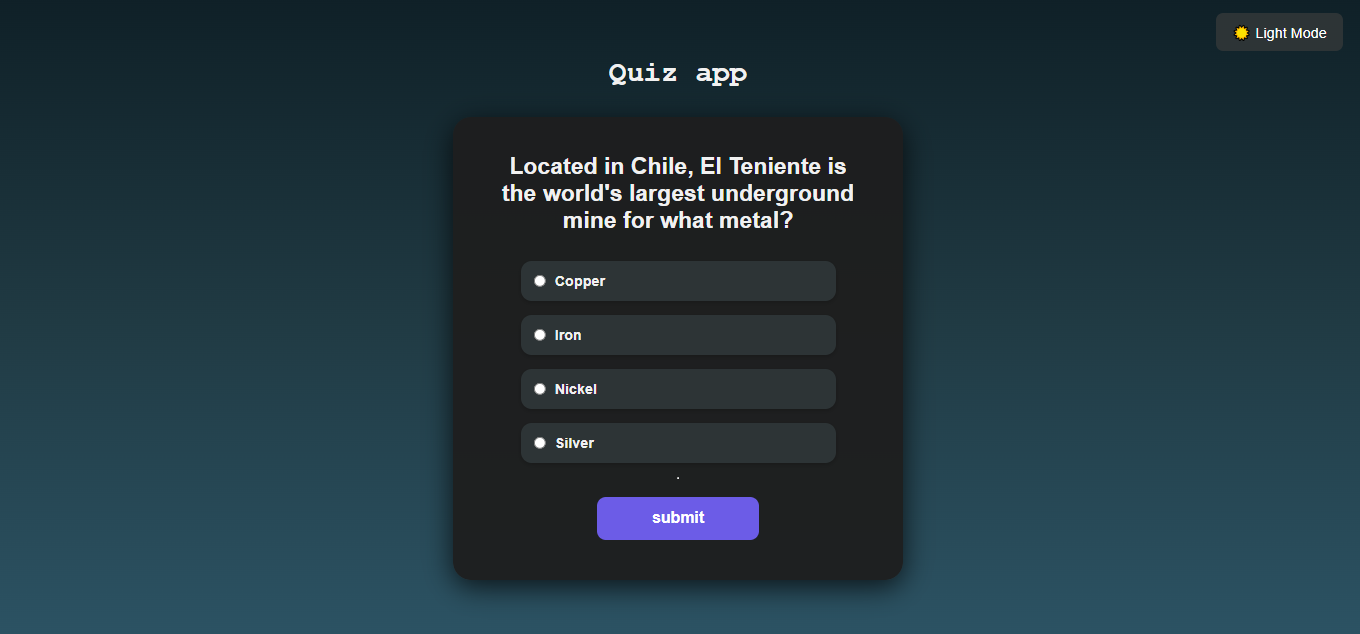 Light Mode
Quiz app
Located in Chile, El Teniente is
the world's largest underground
mine for what metal?
Copper
Iron
Nickel
Silver
.
submit